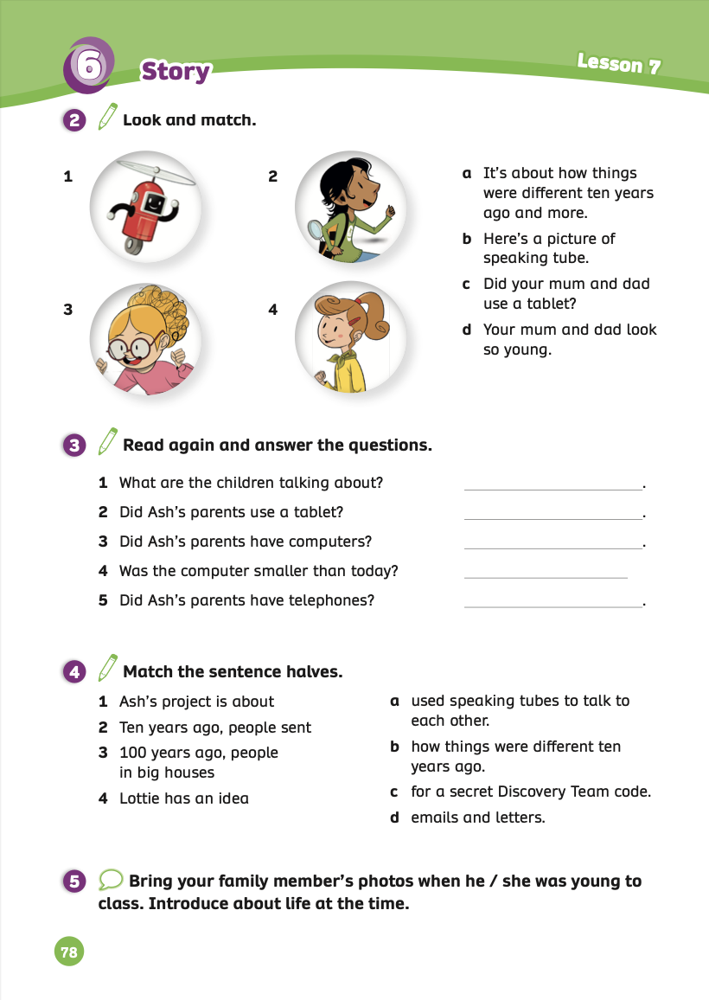 6
Story
Lesson 7
2 Look and match.
1
2
3
4
a It's about how things
were different ten years
ago and more.
b Here's a picture of
speaking tube.
c Did your mum and dad
use a tablet?
d Your mum and dad look
so young.
3 Read again and answer the questions.
1 What are the children talking about? .
2 Did Ash's parents use a tablet? .
3 Did Ash's parents have computers? .
4 Was the computer smaller than today?
5 Did Ash's parents have telephones? .
4 Match the sentence halves.
1 Ash's project is about
2 Ten years ago, people sent
3 100 years ago, people
in big houses
4 Lottie has an idea
a used speaking tubes to talk to
each other.
b how things were different ten
years ago.
c for a secret Discovery Team code.
d emails and letters.
5 Bring your family member's photos when he / she was young to
class. Introduce about life at the time.
78